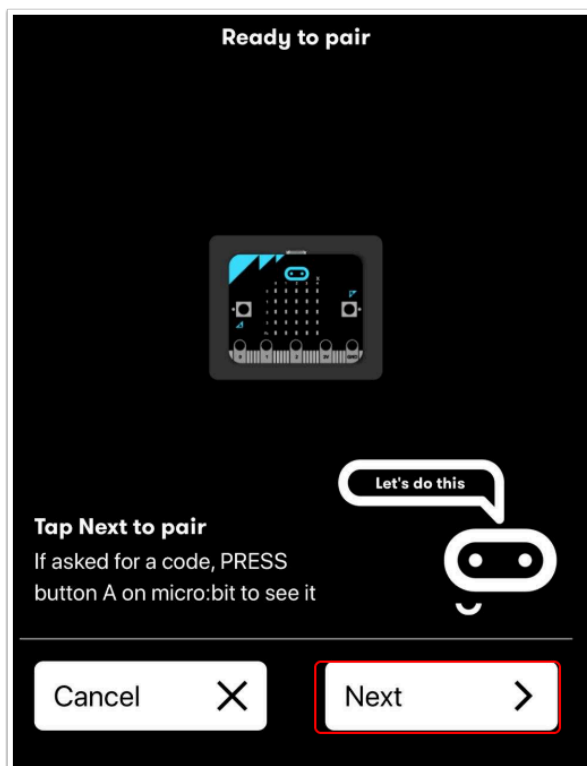 Ready to pair
Let's do this
Tap Next to pair
If asked for a code, PRESS
button A on micro:bit to see it
Cancel
Next